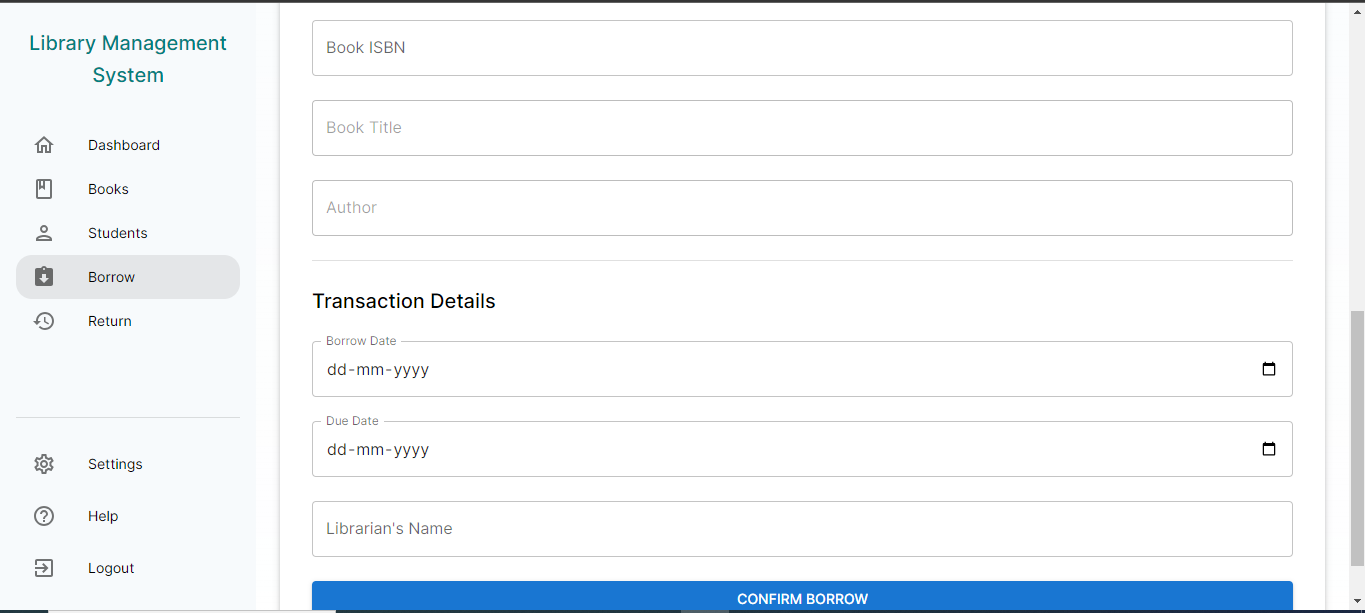 Library Management
System
Dashboard
Books
Students
Borrow
Return
Settings
Help
Logout
Book ISBN
Book Title
Author
Transaction Details
Borrow Date
dd-mm-yyyy
Due Date
dd-mm-yyyy
Librarian's Name
CONFIRM BORROW